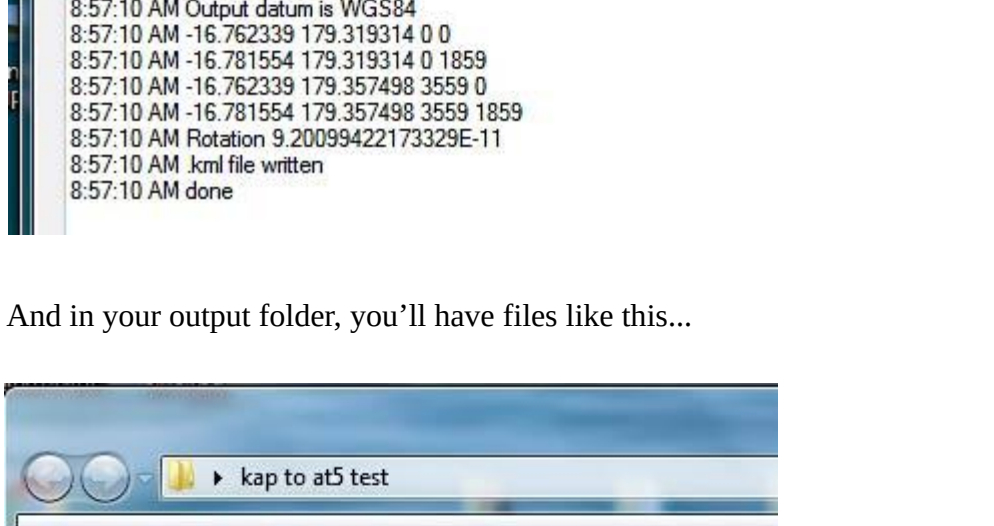 8:57:10 AM Output datum is WGS84
8:57:10 AM -16.762339 179.319314 0 0
8:57:10 AM -16.781554 179.319314 0 1859
8:57:10 AM -16.762339 179.357498 3559 0
8:57:10 AM -16.781554 179.357498 3559 1859
8:57:10 AM Rotation 9.20099422173329E-11
8:57:10 AM .kml file written
8:57:10 AM done
And in your output folder, you’ll have files like this...
kap to at5 test